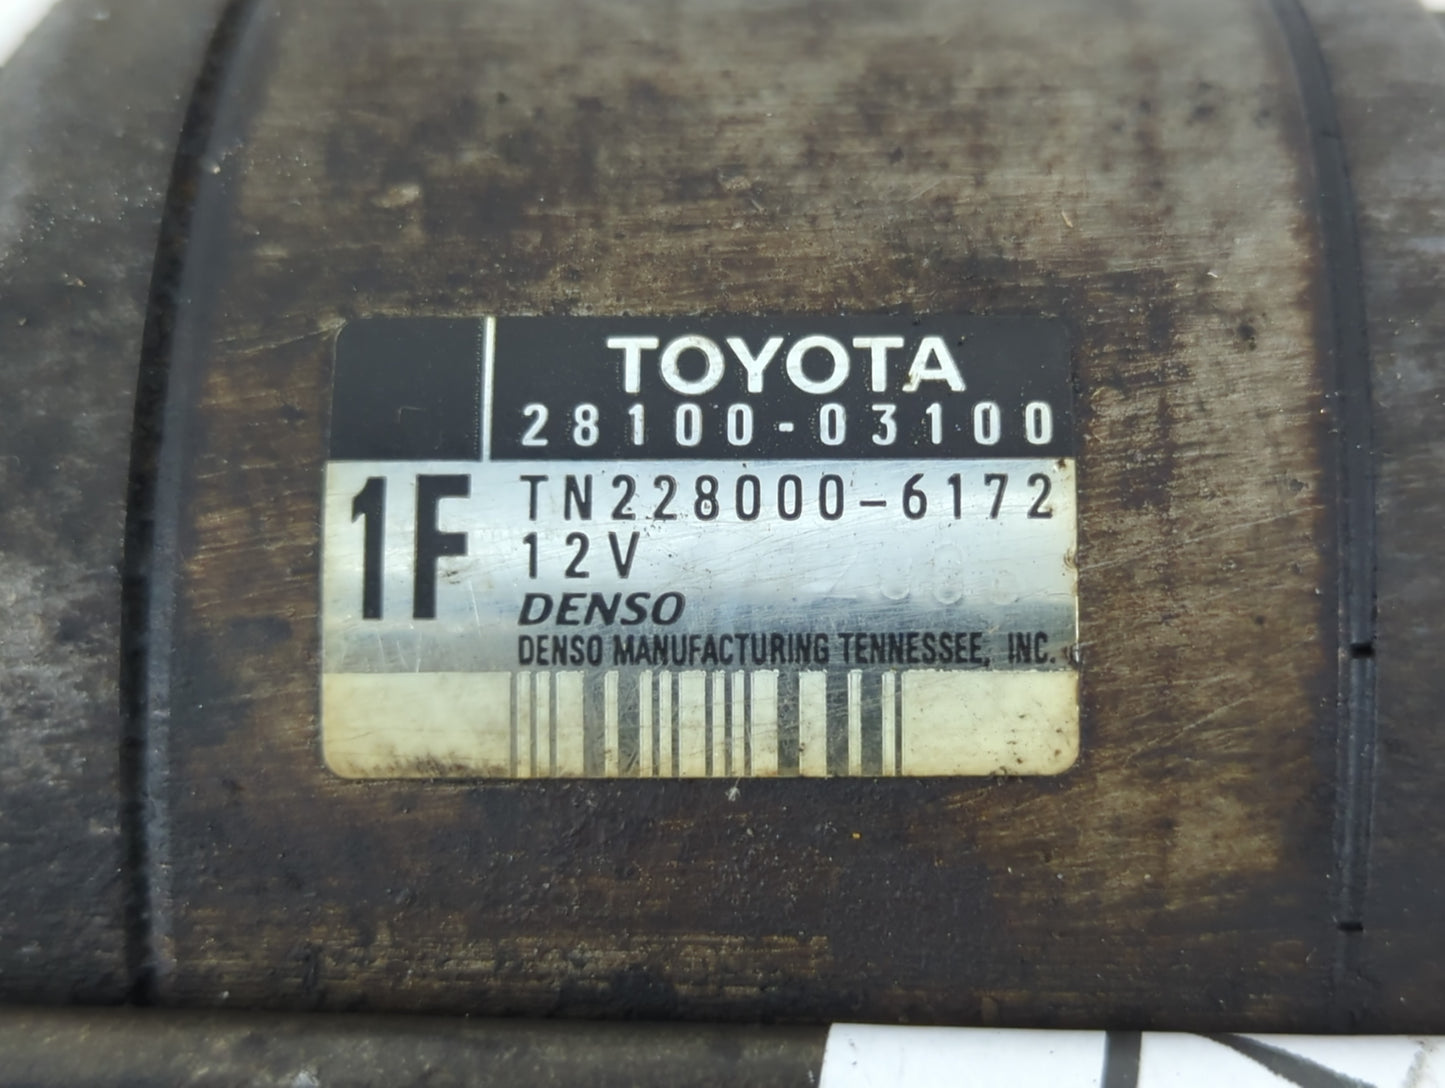 TOYOTA
28100-03100
1F
TN228000-6172
12V
DENSO
DENSO MANUFACTURING TENNESSEE, INC.